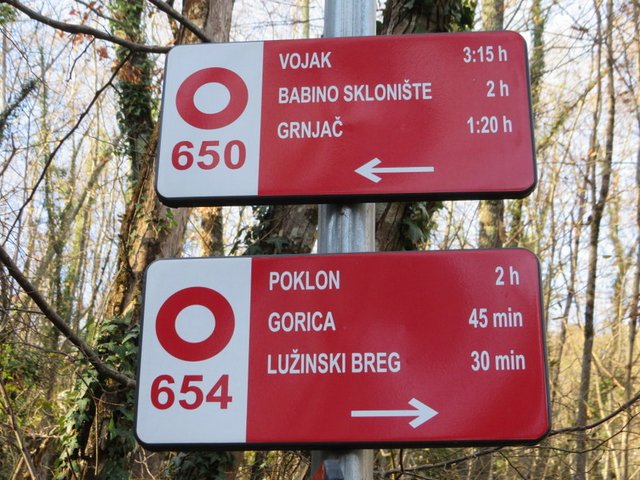 650
VOJAK 3:15 h
BABINO SKLONIŠTE 2 h
GRNJAČ 1:20 h
654
POKLON 2 h
GORICA 45 min
LUŽINSKI BREG 30 min